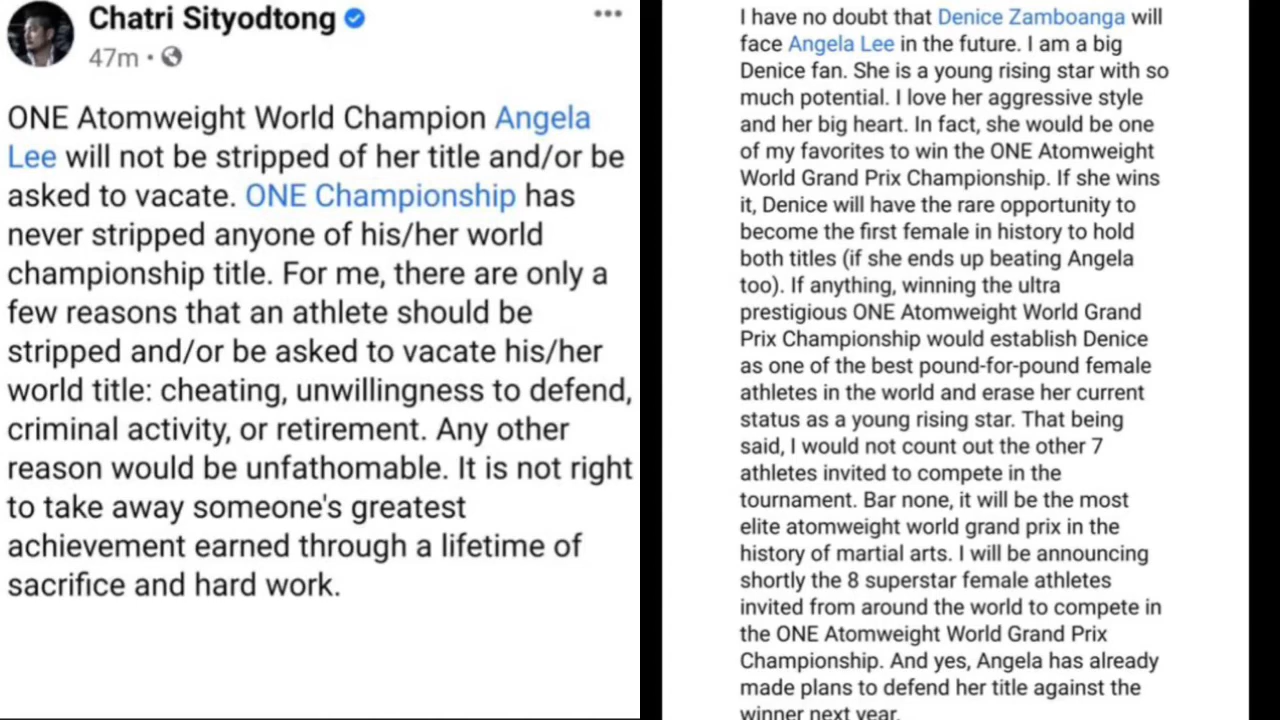 Chatri Sityodtong
47m •
ONE Atomweight World Champion Angela
Lee will not be stripped of her title and/or be
asked to vacate. ONE Championship has
never stripped anyone of his/her world
championship title. For me, there are only a
few reasons that an athlete should be
stripped and/or be asked to vacate his/her
world title: cheating, unwillingness to defend,
criminal activity, or retirement. Any other
reason would be unfathomable. It is not right
to take away someone's greatest
achievement earned through a lifetime of
sacrifice and hard work.
I have no doubt that Denice Zamboanga will
face Angela Lee in the future. I am a big
Denice fan. She is a young rising star with so
much potential. I love her aggressive style
and her big heart. In fact, she would be one
of my favorites to win the ONE Atomweight
World Grand Prix Championship. If she wins
it, Denice will have the rare opportunity to
become the first female in history to hold
both titles (if she ends up beating Angela
too). If anything, winning the ultra
prestigious ONE Atomweight World Grand
Prix Championship would establish Denice
as one of the best pound-for-pound female
athletes in the world and erase her current
status as a young rising star. That being
said, I would not count out the other 7
athletes invited to compete in the
tournament. Bar none, it will be the most
elite atomweight world grand prix in the
history of martial arts. I will be announcing
shortly the 8 superstar female athletes
invited from around the world to compete in
the ONE Atomweight World Grand Prix
Championship. And yes, Angela has already
made plans to defend her title against the
winner next year.